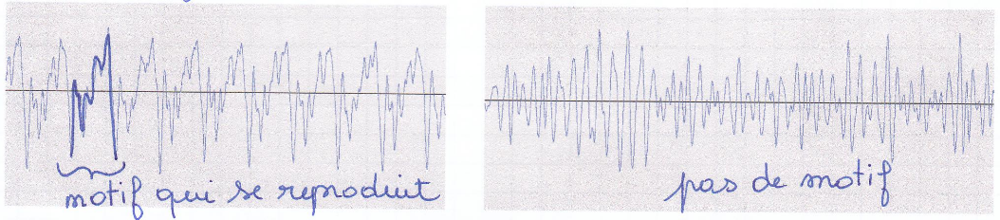 motif qui se reproduit
pas de motif